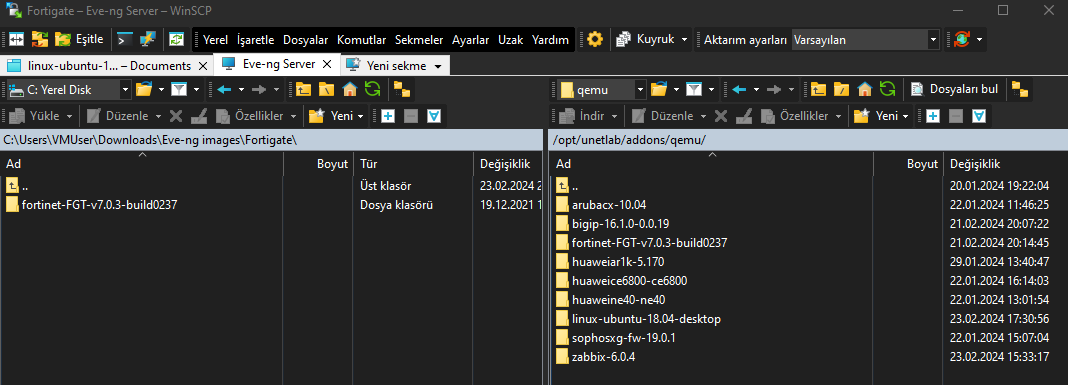 Fortigate – Eve-ng Server – WinSCP
Eşitle Yerel İşaretle Dosyalar Komutlar Sekmeler Ayarlar Uzak Yardım Kuyruk Aktarım ayarları Varsayılan
linux-ubuntu-1... – Documents × Eve-ng Server × Yeni sekme
C: Yerel Disk
qemu Dosyaları bul
Yükle Düzenle Özellikler Yeni
İndir Düzenle Özellikler Yeni
C:\Users\VMUser\Downloads\Eve-ng images\Fortigate\
Ad Boyut Tür Değişiklik
.. Üst klasör 23.02.2024 2
fortinet-FGT-v7.0.3-build0237 Dosya klasörü 19.12.2021 1
/opt/unetlab/addons/qemu/
Ad Boyut Değişiklik
.. 20.01.2024 19:22:04
arubacx-10.04 22.01.2024 11:46:25
bigip-16.1.0-0.0.19 21.02.2024 20:07:22
fortinet-FGT-v7.0.3-build0237 21.02.2024 20:14:45
huaweiar1k-5.170 29.01.2024 13:40:47
huaweice6800-ce6800 22.01.2024 16:14:03
huaweine40-ne40 22.01.2024 13:01:54
linux-ubuntu-18.04-desktop 23.02.2024 17:30:56
sophosxg-fw-19.0.1 22.01.2024 15:07:04
zabbix-6.0.4 23.02.2024 15:33:17